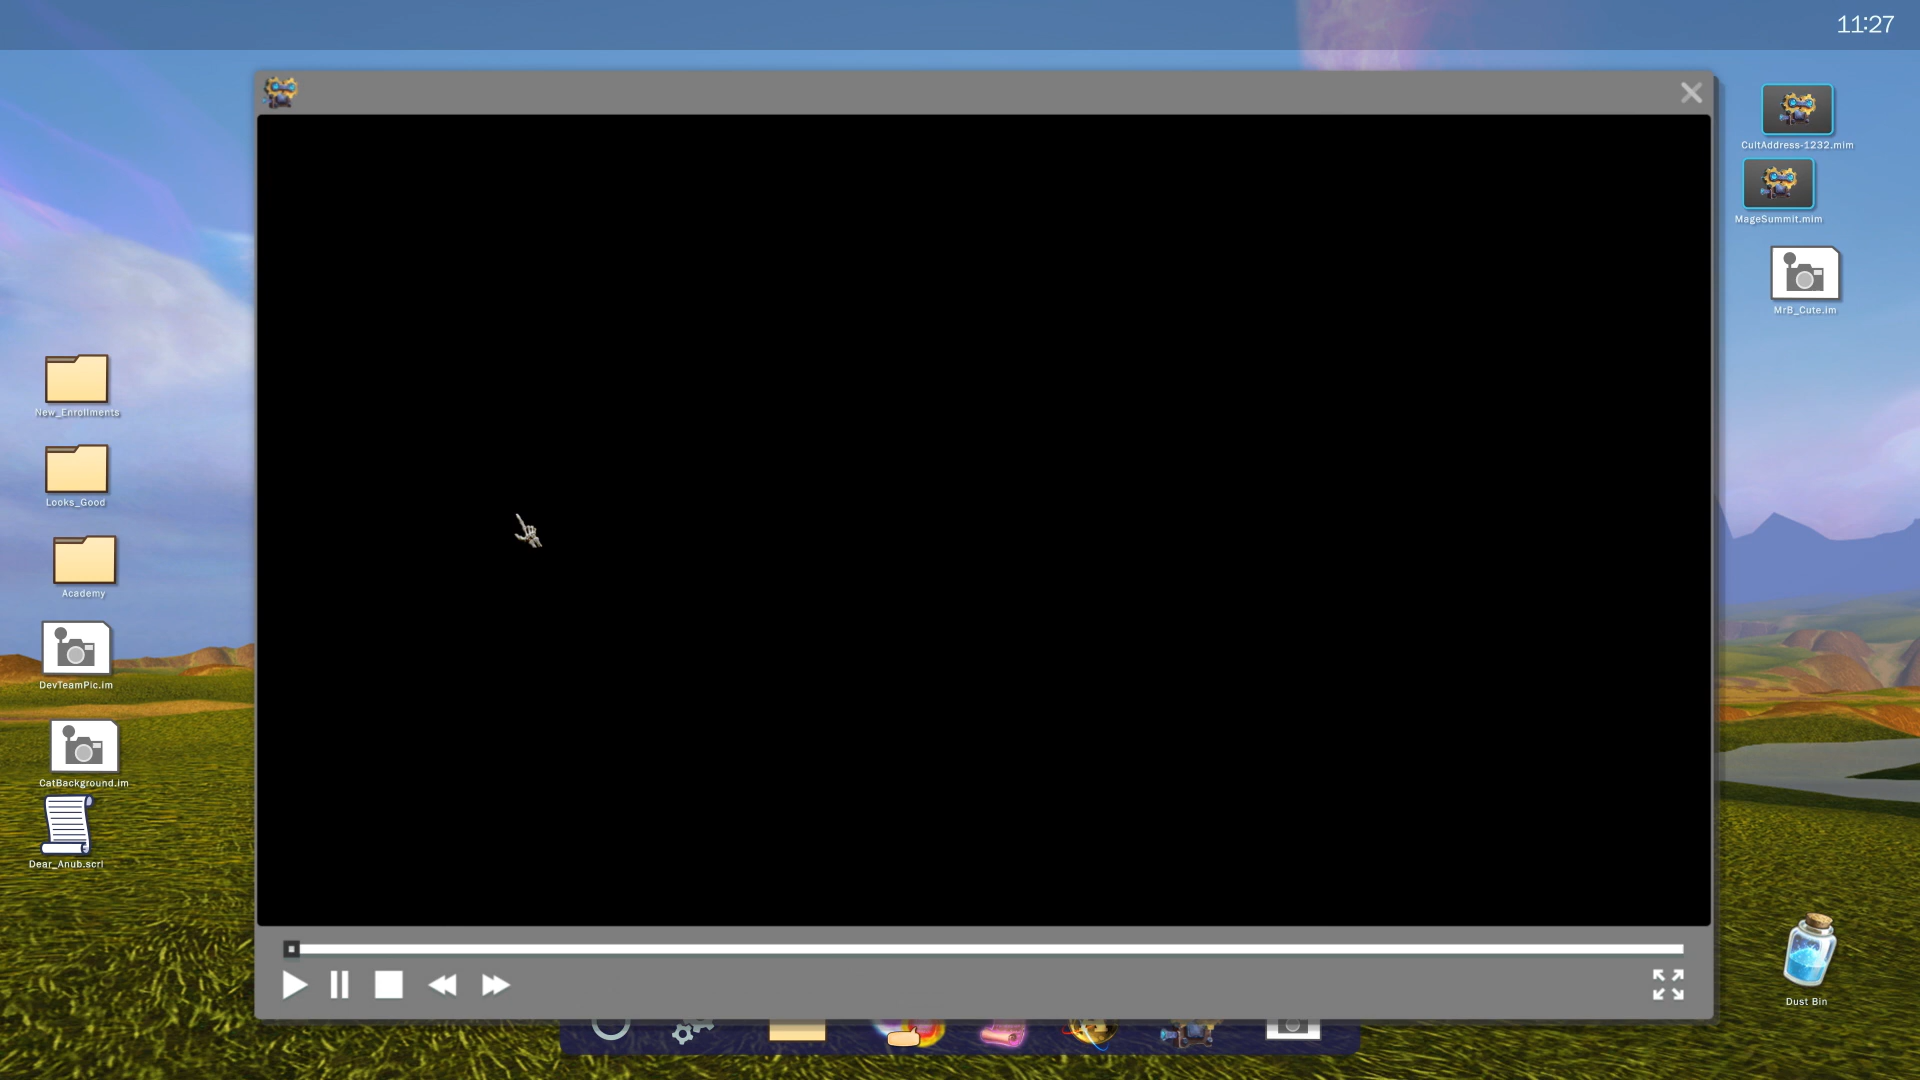 11:27
CultAddress-1232.mim
MageSummit.mim
MrB_Cute.im
New_Enrollments
Looks_Good
Academy
DevTeamPic.im
CatBackground.im
Dear_Anub.scri
Dust Bin